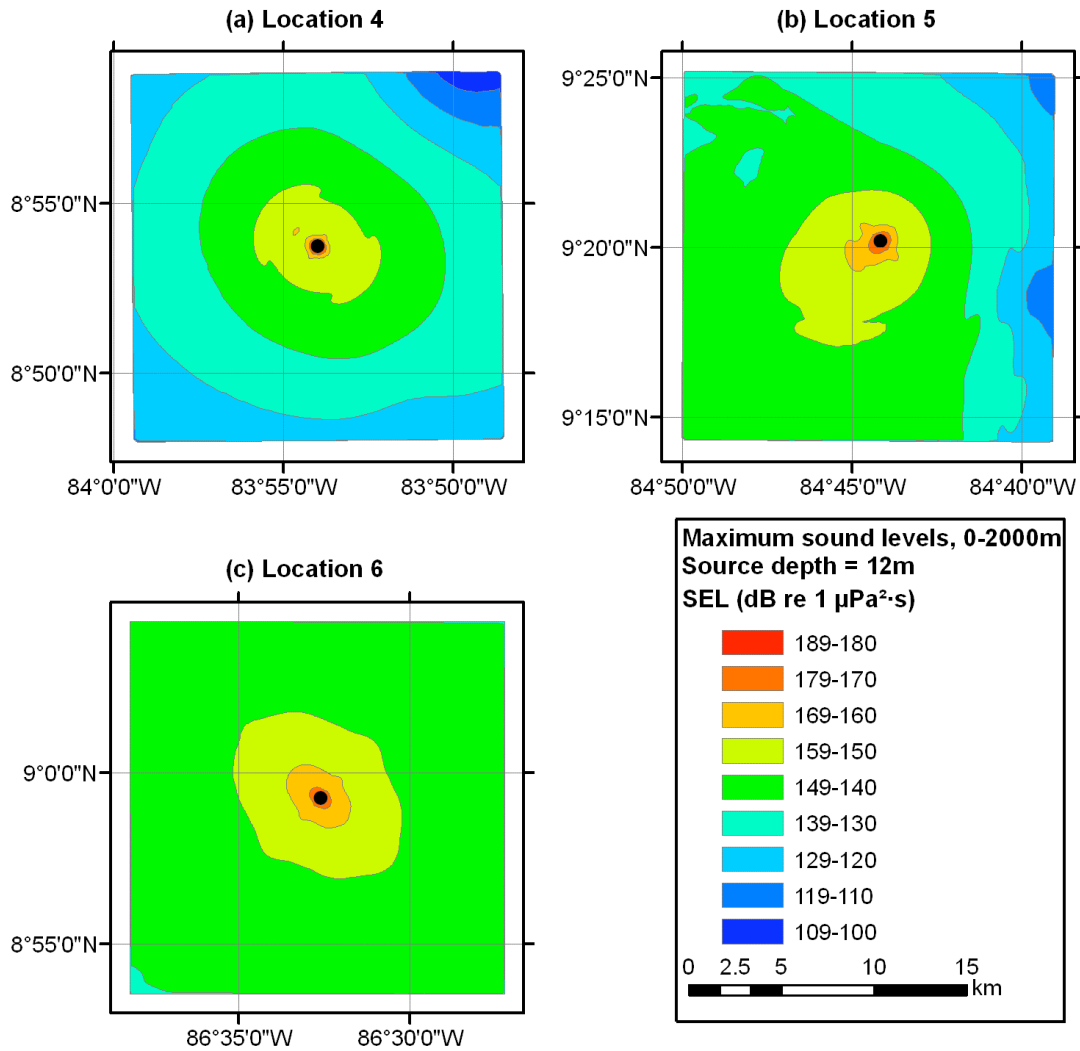 (a) Location 4
(b) Location 5
8°55'0"N
8°50'0"N
84°00'W
83°55'0"W
83°50'0"W
9°25'0"N
9°20'0"N
9°15'0"N
84°50'0"W
84°45'0"W
84°40'0"W
(c) Location 6
9°0'0"N
8°55'0"N
86°35'0"W
86°30'0"W
Maximum sound levels, 0-2000m
Source depth = 12m
SEL (dB re 1 µPa²·s)
189-180
179-170
169-160
159-150
149-140
139-130
129-120
119-110
109-100
0 2.5 5 10 15
km